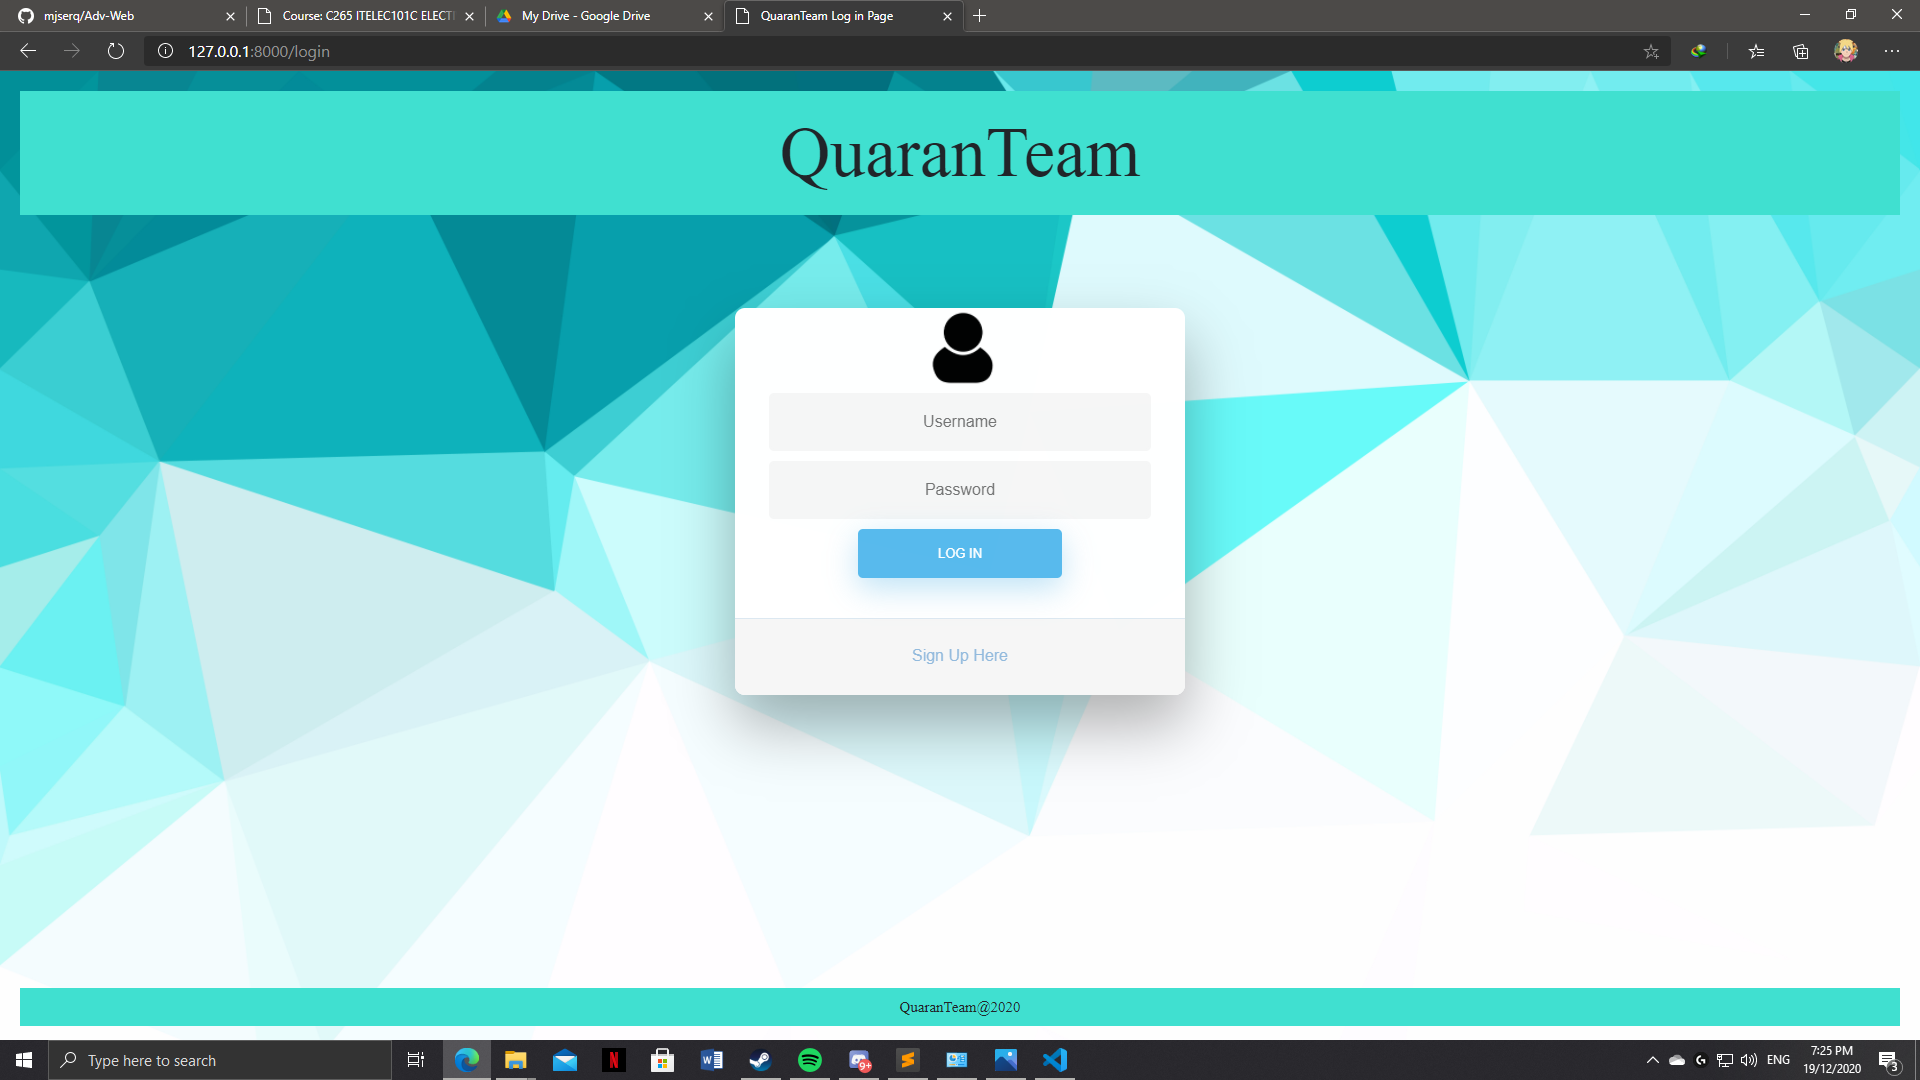 mjserq/Adv-Web
Course: C265 ITELEC101C ELECTI
My Drive - Google Drive
QuaranTeam Log in Page
127.0.0.1:8000/login
QuaranTeam
Username
Password
LOG IN
Sign Up Here
QuaranTeam@2020
Type here to search
N
W
9+
ENG
7:25 PM
19/12/2020
3